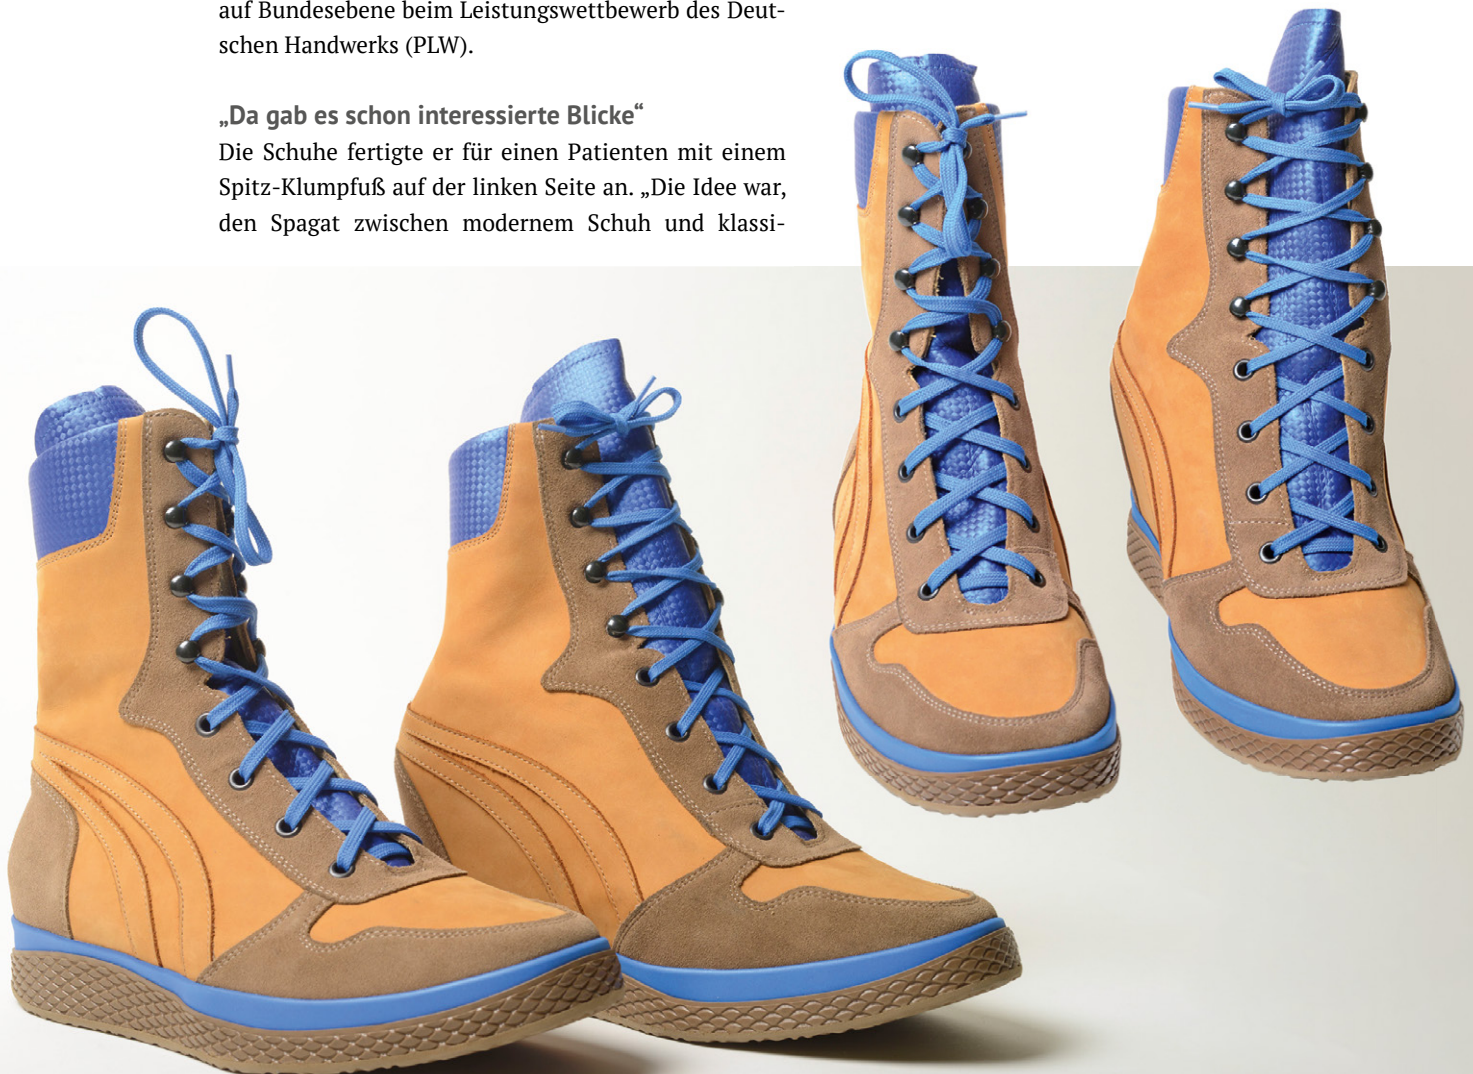 auf Bundesebene beim Leistungswettbewerb des Deut-
schen Handwerks (PLW).
„Da gab es schon interessierte Blicke“
Die Schuhe fertigte er für einen Patienten mit einem
Spitz-Klumpfuß auf der linken Seite an. „Die Idee war,
den Spagat zwischen modernem Schuh und klassi-